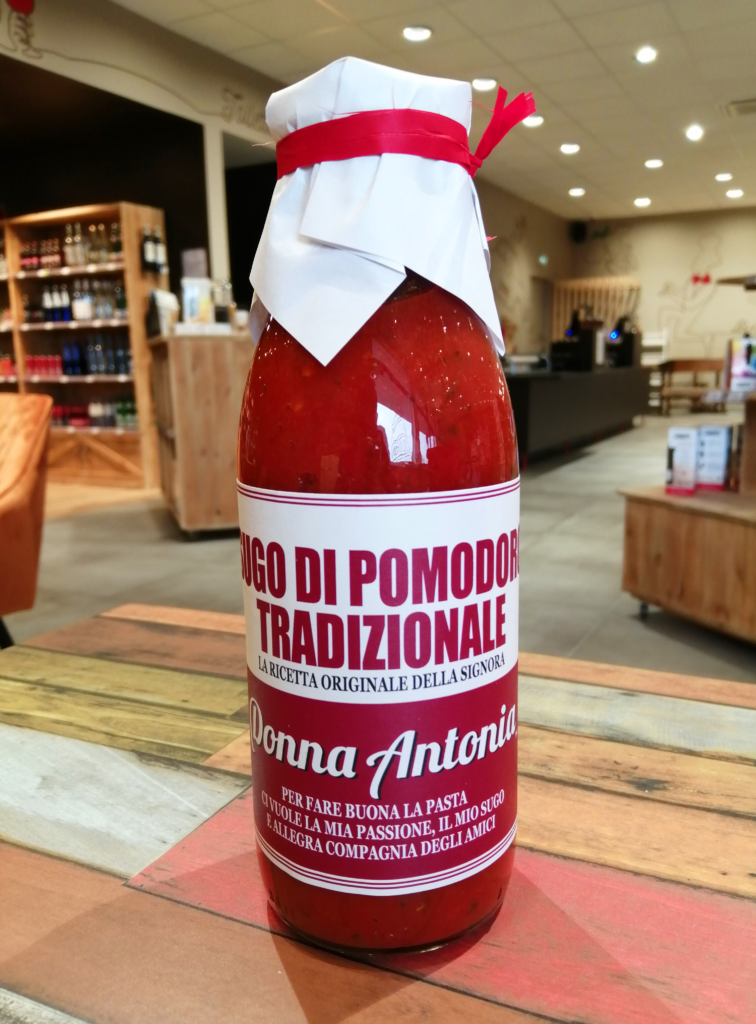 SUGO DI POMODORO
TRADIZIONALE
LA RICETTA ORIGINALE DELLA SIGNORA
Donna Antonia
PER FARE BUONA LA PASTA
CI VUOLE LA MIA PASSIONE, IL MIO SUGO
E ALLEGRA COMPAGNIA DEGLI AMICI